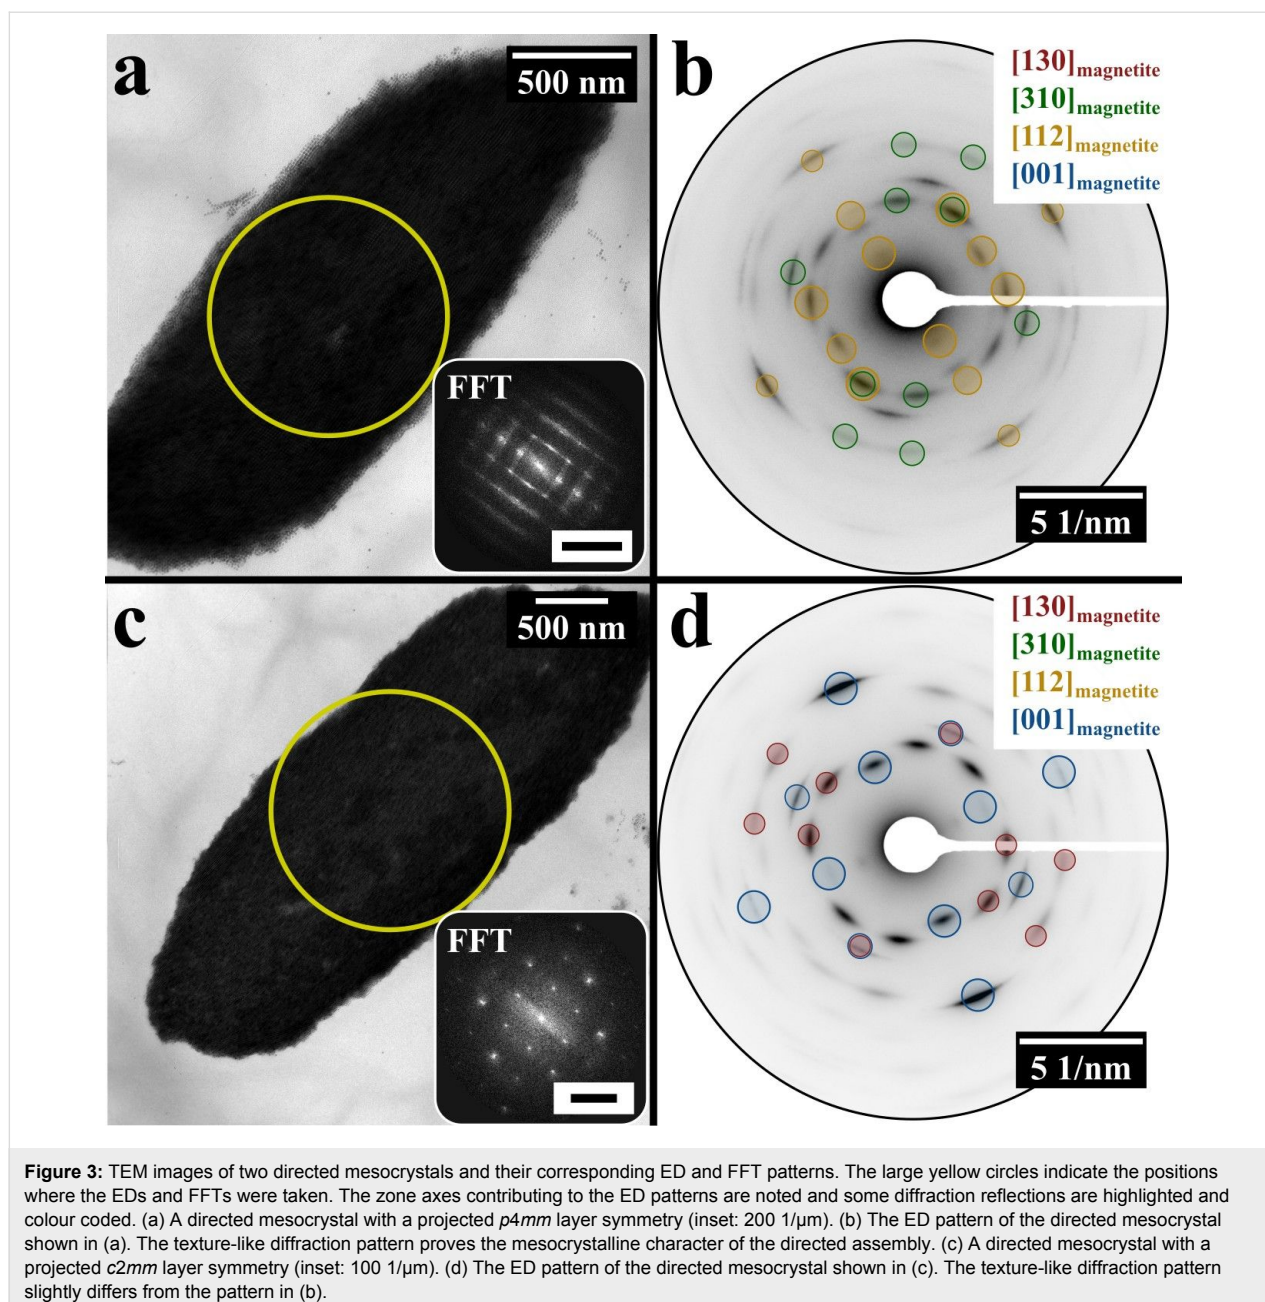 a
500 nm
FFT
b
[130]magnetite
[310]magnetite
[112]magnetite
[001]magnetite
5 1/nm
c
500 nm
FFT
d
[130]magnetite
[310]magnetite
[112]magnetite
[001]magnetite
5 1/nm
Figure 3: TEM images of two directed mesocrystals and their corresponding ED and FFT patterns. The large yellow circles indicate the positions
where the EDs and FFTs were taken. The zone axes contributing to the ED patterns are noted and some diffraction reflections are highlighted and
colour coded. (a) A directed mesocrystal with a projected p4mm layer symmetry (inset: 200 1/µm). (b) The ED pattern of the directed mesocrystal
shown in (a). The texture-like diffraction pattern proves the mesocrystalline character of the directed assembly. (c) A directed mesocrystal with a
projected c2mm layer symmetry (inset: 100 1/µm). (d) The ED pattern of the directed mesocrystal shown in (c). The texture-like diffraction pattern
slightly differs from the pattern in (b).